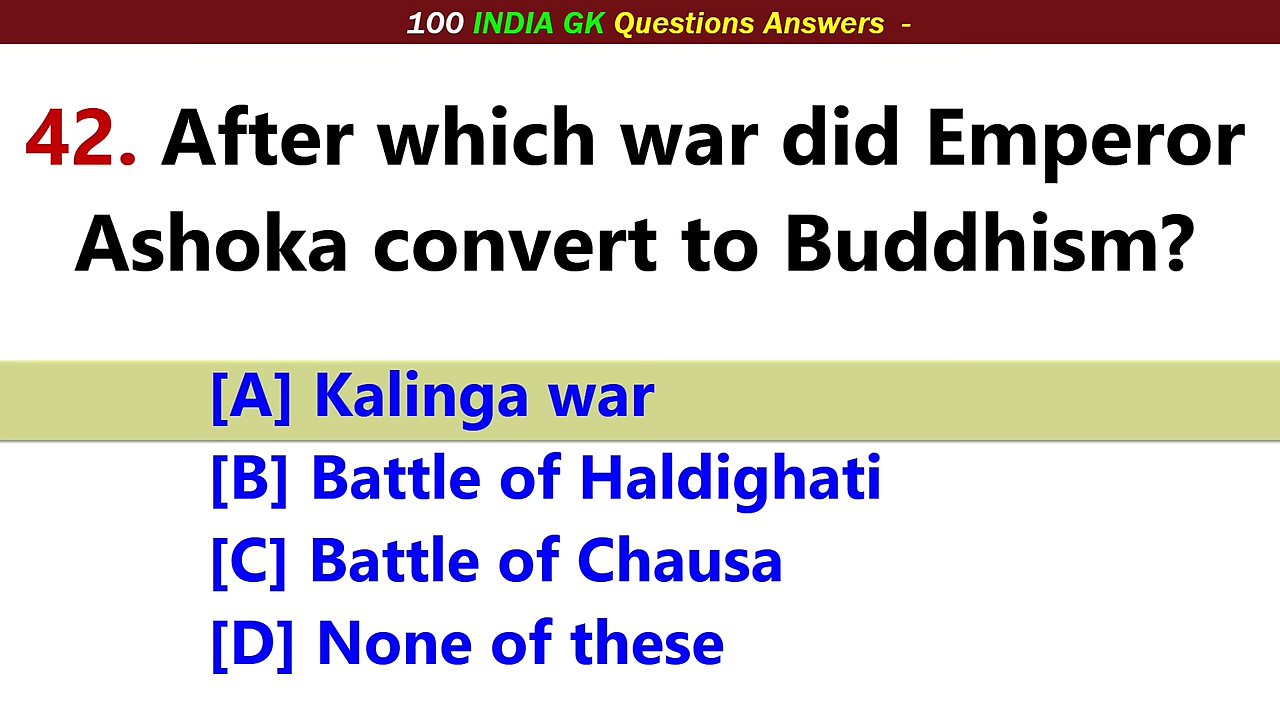 100 INDIA GK Questions Answers -
42. After which war did Emperor
Ashoka convert to Buddhism?
[A] Kalinga war
[B] Battle of Haldighati
[C] Battle of Chausa
[D] None of these